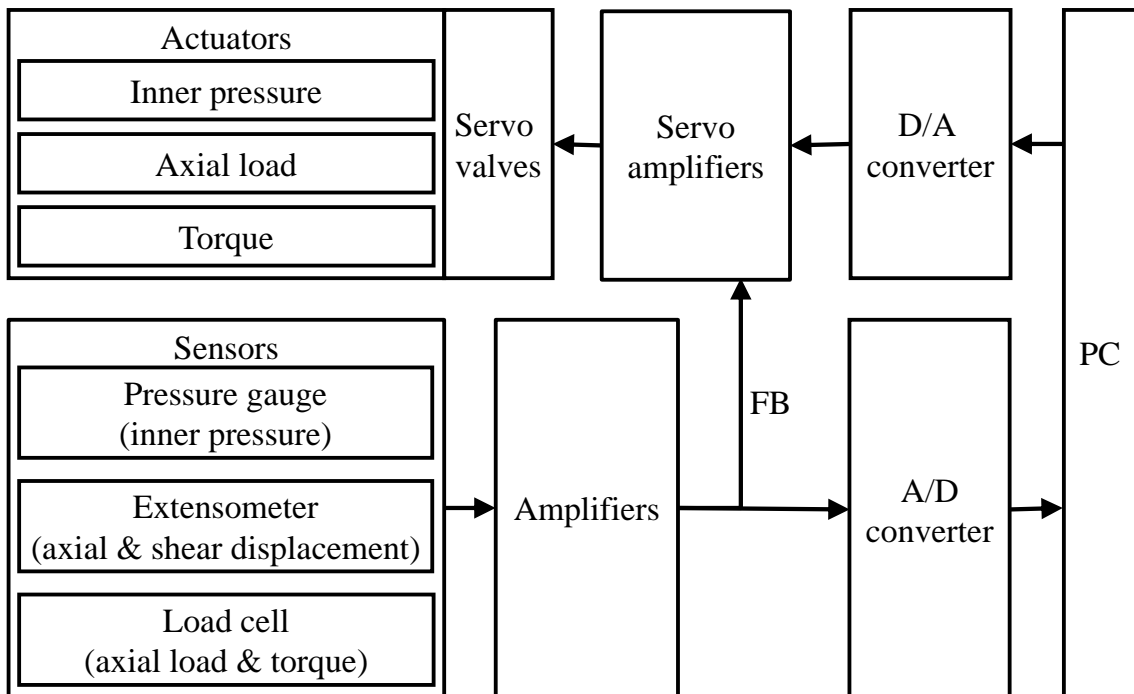 Actuators
Inner pressure
Axial load
Torque
Servo
valves
Servo
amplifiers
D/A
converter
PC
Sensors
Pressure gauge
(inner pressure)
Extensometer
(axial & shear displacement)
Load cell
(axial load & torque)
Amplifiers
FB
A/D
converter